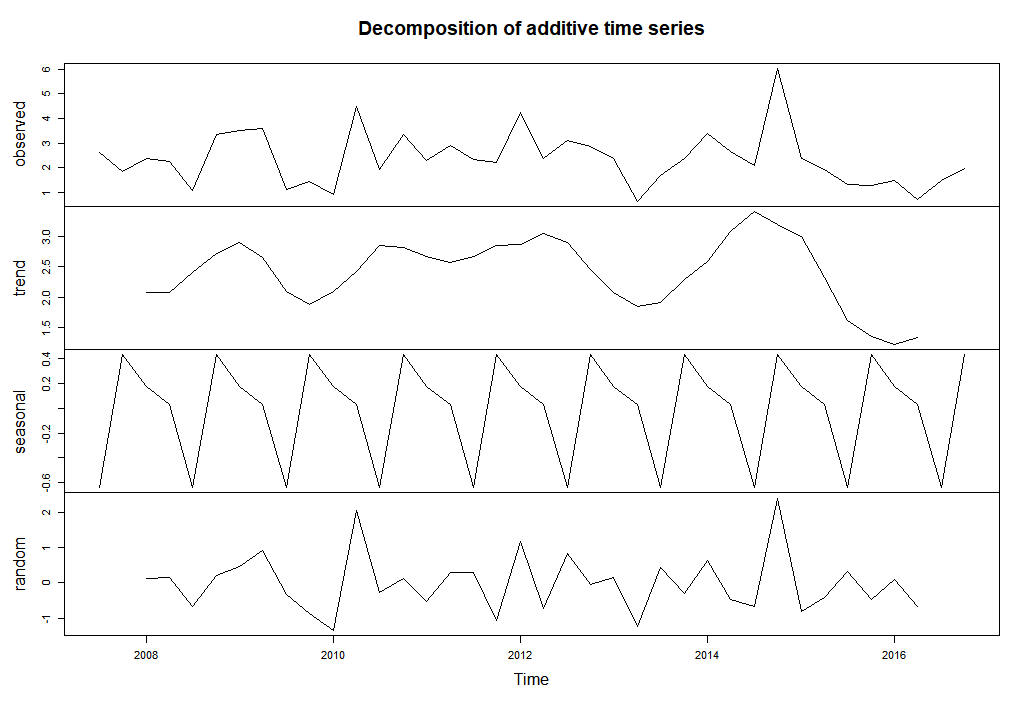 Decomposition of additive time series
observed
1 2 3 4 5 6
trend
1.5 2.0 2.5 3.0
seasonal
-0.6 -0.2 0.2 0.4
random
-1 0 1 2
2008 2010 2012 2014 2016
Time